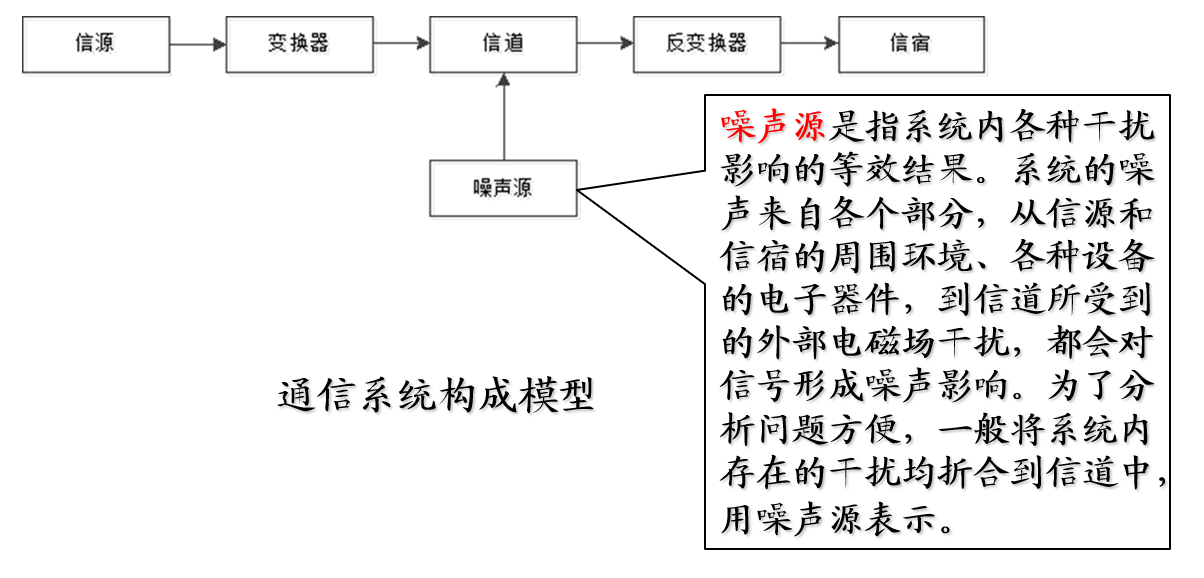 信源 变换器 信道 反变换器 信宿
噪声源
噪声源是指系统内各种干扰
影响的等效结果。系统的噪
声来自各个部分，从信源和
信宿的周围环境、各种设备
的电子器件，到信道所受到
的外部电磁场干扰，都会对
信号形成噪声影响。为了分
析问题方便，一般将系统内
存在的干扰均折合到信道中，
用噪声源表示。
通信系统构成模型